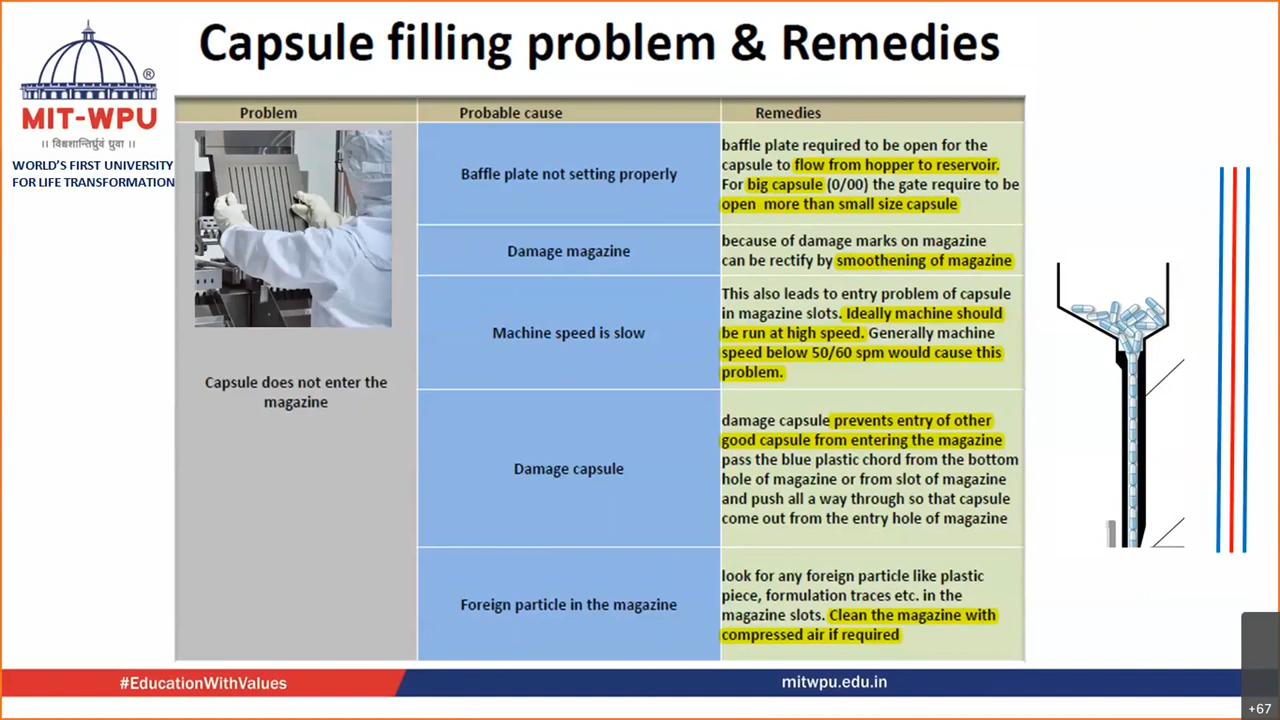 Capsule filling problem & Remedies
®
MIT-WPU
।। विश्वशान्तिर्ध्रुवं ध्रुवा ।।
WORLD'S FIRST UNIVERSITY
FOR LIFE TRANSFORMATION
Problem
Probable cause
Remedies
Capsule does not enter the
magazine
Baffle plate not setting properly
baffle plate required to be open for the
capsule to flow from hopper to reservoir.
For big capsule (0/00) the gate require to be
open more than small size capsule
Damage magazine
because of damage marks on magazine
can be rectify by smoothening of magazine
Machine speed is slow
This also leads to entry problem of capsule
in magazine slots. Ideally machine should
be run at high speed. Generally machine
speed below 50/60 spm would cause this
problem.
Damage capsule
damage capsule prevents entry of other
good capsule from entering the magazine
pass the blue plastic chord from the bottom
hole of magazine or from slot of magazine
and push all a way through so that capsule
come out from the entry hole of magazine
Foreign particle in the magazine
look for any foreign particle like plastic
piece, formulation traces etc. in the
magazine slots. Clean the magazine with
compressed air if required
#EducationWithValues
mitwpu.edu.in
+67